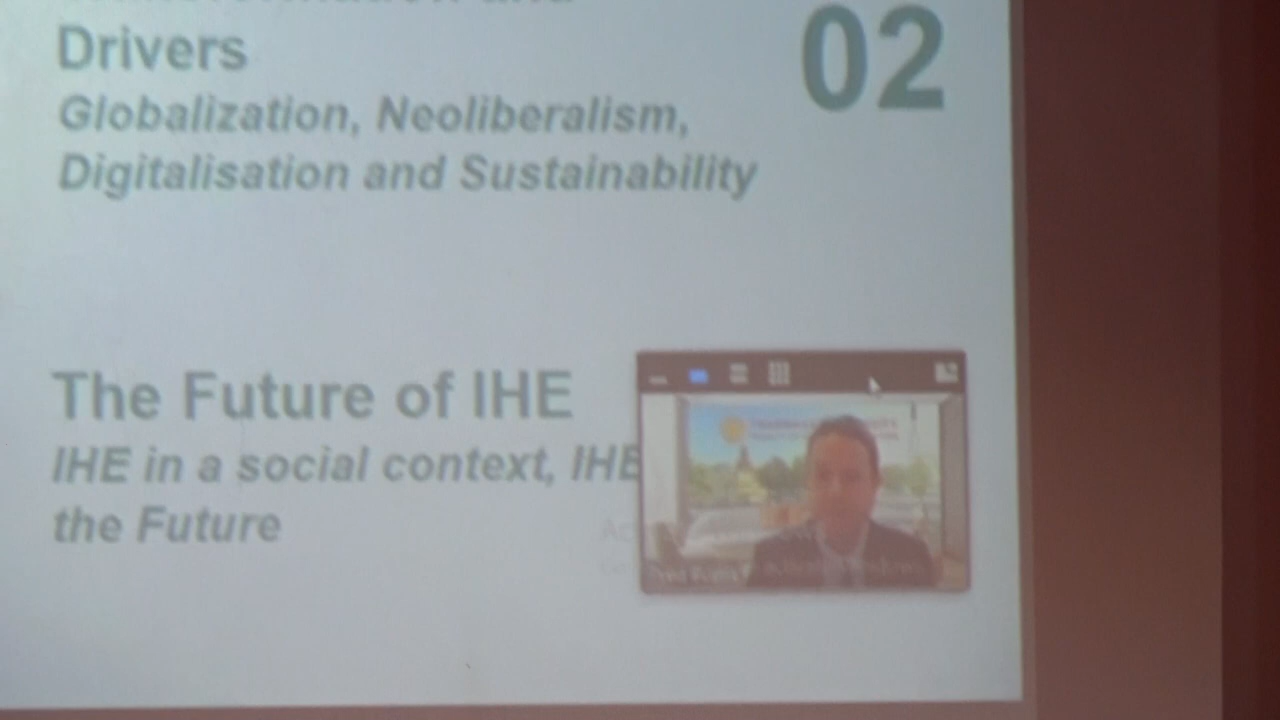 Drivers
02
Globalization, Neoliberalism,
Digitalisation and Sustainability
The Future of IHE
IHE in a social context, IHE
the Future